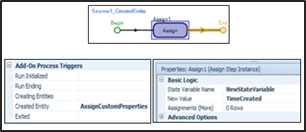 Source1_CreatedEntity
Begin
Assign1
Assign
End
Add-On Process Triggers
Run Initialized
Run Ending
Creating Entities
Created Entity AssignCustomProperties
Exited
Properties: Assign1 (Assign Step Instance)
Basic Logic
State Variable Name NewStateVariable
New Value TimeCreated
Assignments (More) 0 Rows
Advanced Options